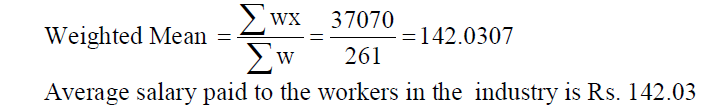 Weighted Mean = ∑wx / ∑w = 37070 / 261 = 142.0307
Average salary paid to the workers in the industry is Rs. 142.03